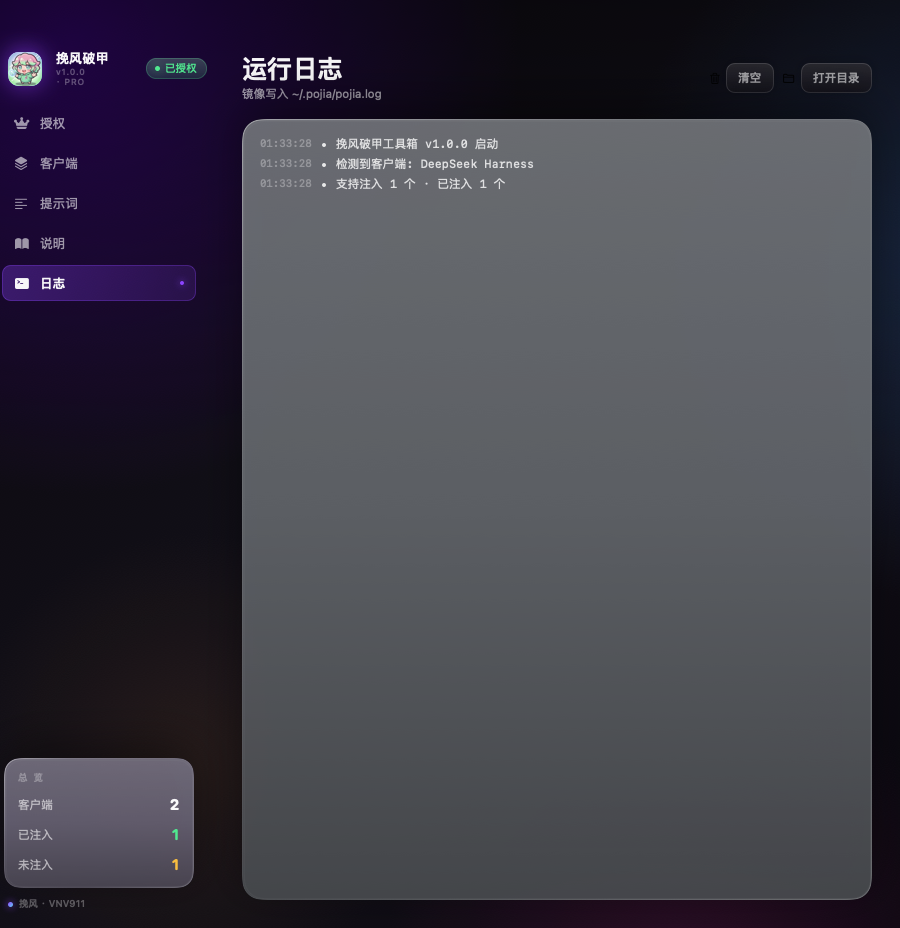 挽风破甲
v1.0.0
· PRO
已授权
授权
客户端
提示词
说明
日志
运行日志
镜像写入 ~/.pojia/pojia.log
清空
打开目录
01:33:28 • 挽风破甲工具箱 v1.0.0 启动
01:33:28 • 检测到客户端: DeepSeek Harness
01:33:28 • 支持注入 1 个 · 已注入 1 个
总 览
客户端 2
已注入 1
未注入 1
挽风 · VNV911